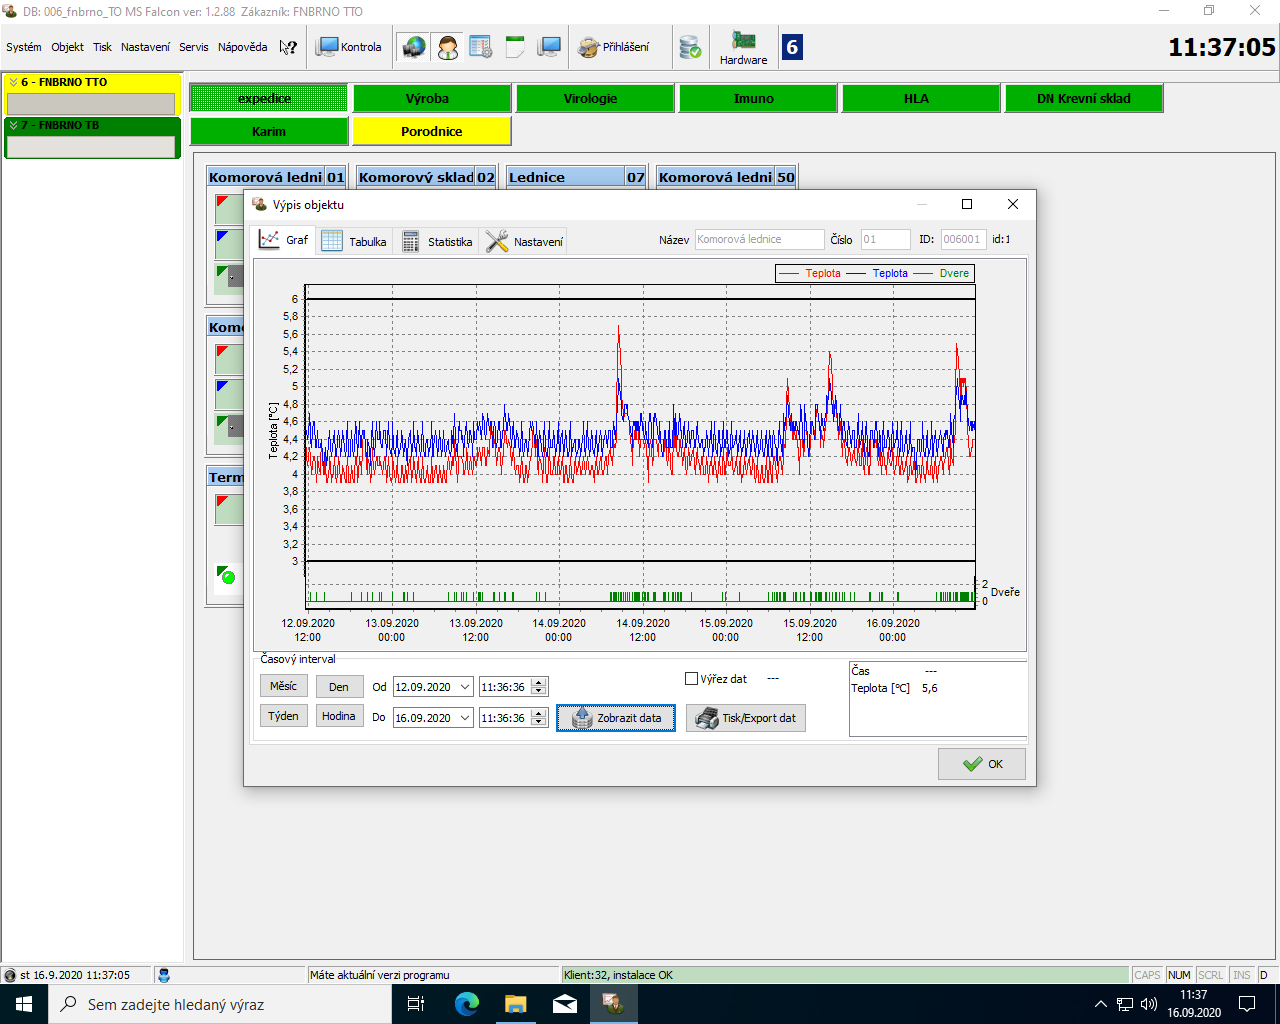 DB: 006_fnbrno_TO MS Falcon ver: 1.2.88 Zákazník: FNBRNO TTO
Systém Objekt Tisk Nastavení Servis Nápověda Kontrola Přihlášení Hardware 6 11:37:05
6 - FNBRNO TTO
7 - FNBRNO TB
expedice Výroba Virologie Imuno HLA DN Krevní sklad
Karim Porodnice
Komorová ledni 01 Komorový sklad 02 Lednice 07 Komorová ledni 50
Komo
Term
Výpis objektu
Graf Tabulka Statistika Nastavení Název Komorová lednice Číslo 01 ID: 006001 id:1
Teplota Teplota Dvere
Teplota [°C]
6
5,8
5,6
5,4
5,2
5
4,8
4,6
4,4
4,2
4
3,8
3,6
3,4
3,2
3
2
0
Dveře
12.09.2020 13.09.2020 13.09.2020 14.09.2020 14.09.2020 15.09.2020 15.09.2020 16.09.2020
12:00 00:00 12:00 00:00 12:00 00:00 12:00 00:00
Časový interval
Měsíc Den Od 12.09.2020 11:36:36 Výřez dat ---
Týden Hodina Do 16.09.2020 11:36:36 Zobrazit data Tisk/Export dat
Čas ---
Teplota [°C] 5,6
OK
st 16.9.2020 11:37:05 Máte aktuální verzi programu Klient:32, instalace OK CAPS NUM SCRL INS D
Sem zadejte hledaný výraz
11:37
16.09.2020